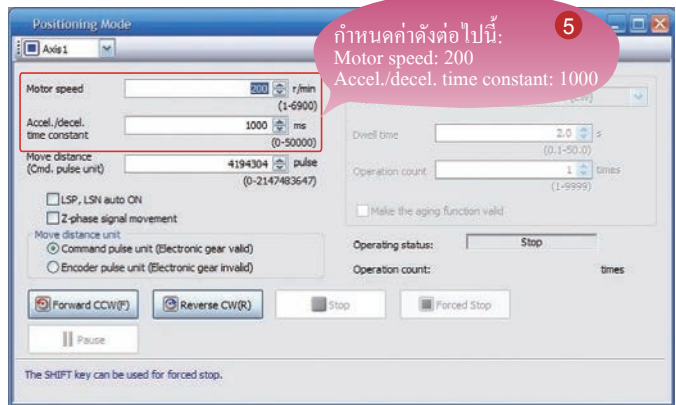 Positioning Mode
Axis1
กำหนดค่าดังต่อไปนี้:
5
Motor speed: 200
Accel./decel. time constant: 1000
Motor speed
200
r/min
(1-6900)
Accel./decel.
time constant
1000
ms
(0-50000)
Move distance
(Cmd. pulse unit)
4194304
pulse
(0-2147483647)
LSP, LSN auto ON
Z-phase signal movement
Move distance unit
Command pulse unit (Electronic gear valid)
Encoder pulse unit (Electronic gear invalid)
Dwell time
2.0
s
(0.1-50.0)
Operation count
1
times
(1-9999)
Make the aging function valid
Operating status:
Stop
Operation count:
times
Forward CCW(F)
Reverse CW(R)
Stop
Forced Stop
Pause
The SHIFT key can be used for forced stop.